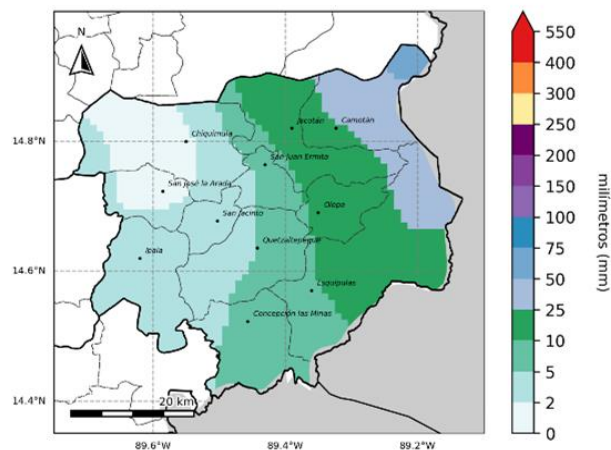 N
550
400
300
250
200
150
100
75
50
25
10
5
2
0
milímetros (mm)
14.8°N
14.6°N
14.4°N
89.6°W
89.4°W
89.2°W
Chiquimula
Jocotán
Camotán
San Juan Ermita
San José la Arada
San Jacinto
Olopa
Ipala
Quezaltepeque
Esquipulas
Concepción las Minas
20 km